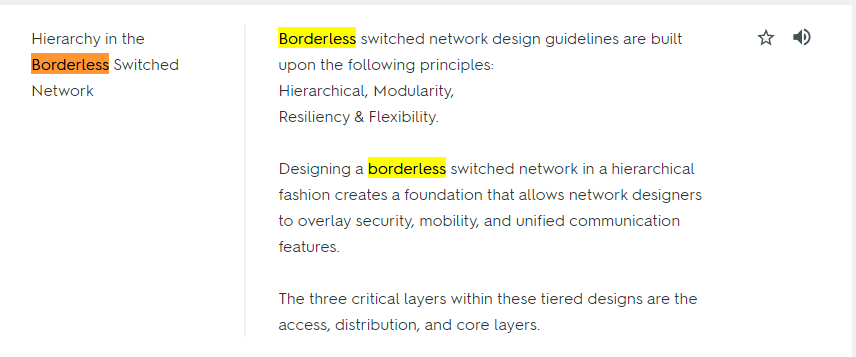 Hierarchy in the
Borderless Switched
Network
Borderless switched network design guidelines are built
upon the following principles:
Hierarchical, Modularity,
Resiliency & Flexibility.
Designing a borderless switched network in a hierarchical
fashion creates a foundation that allows network designers
to overlay security, mobility, and unified communication
features.
The three critical layers within these tiered designs are the
access, distribution, and core layers.